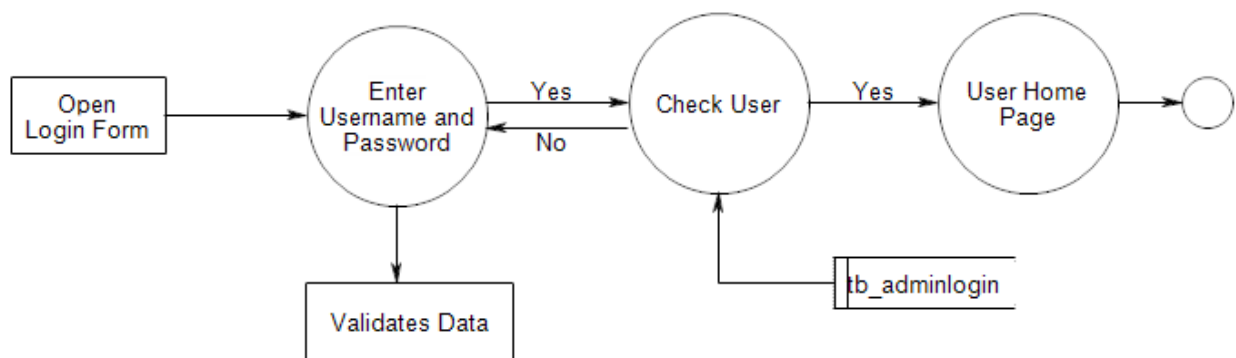 Open
Login Form
Enter
Username and
Password
Yes
No
Check User
Yes
User Home
Page
Validates Data
tb_adminlogin